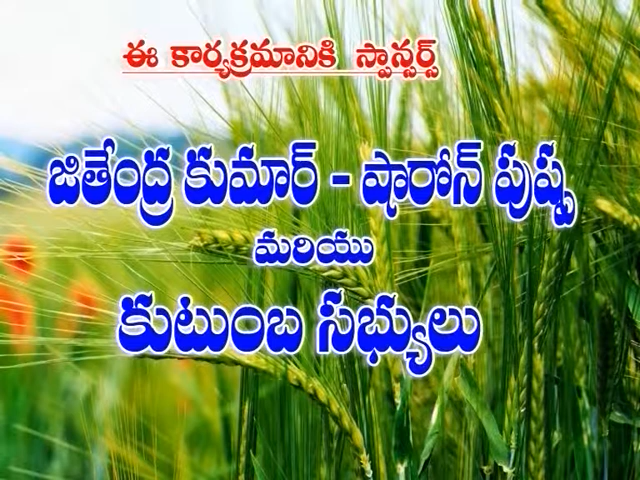 ఈ కార్యక్రమానికి స్పాన్సర్స్
జితేంద్ర కుమార్ - షారోన్ పుష్ప
మరియు
కుటుంబ సభ్యులు